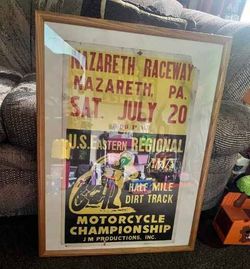 NAZARETH RACEWAY
NAZARETH, PA.
SAT. JULY 20
U.S. EASTERN REGIONAL
HALF MILE
DIRT TRACK
MOTORCYCLE
CHAMPIONSHIP
J M PRODUCTIONS, INC.